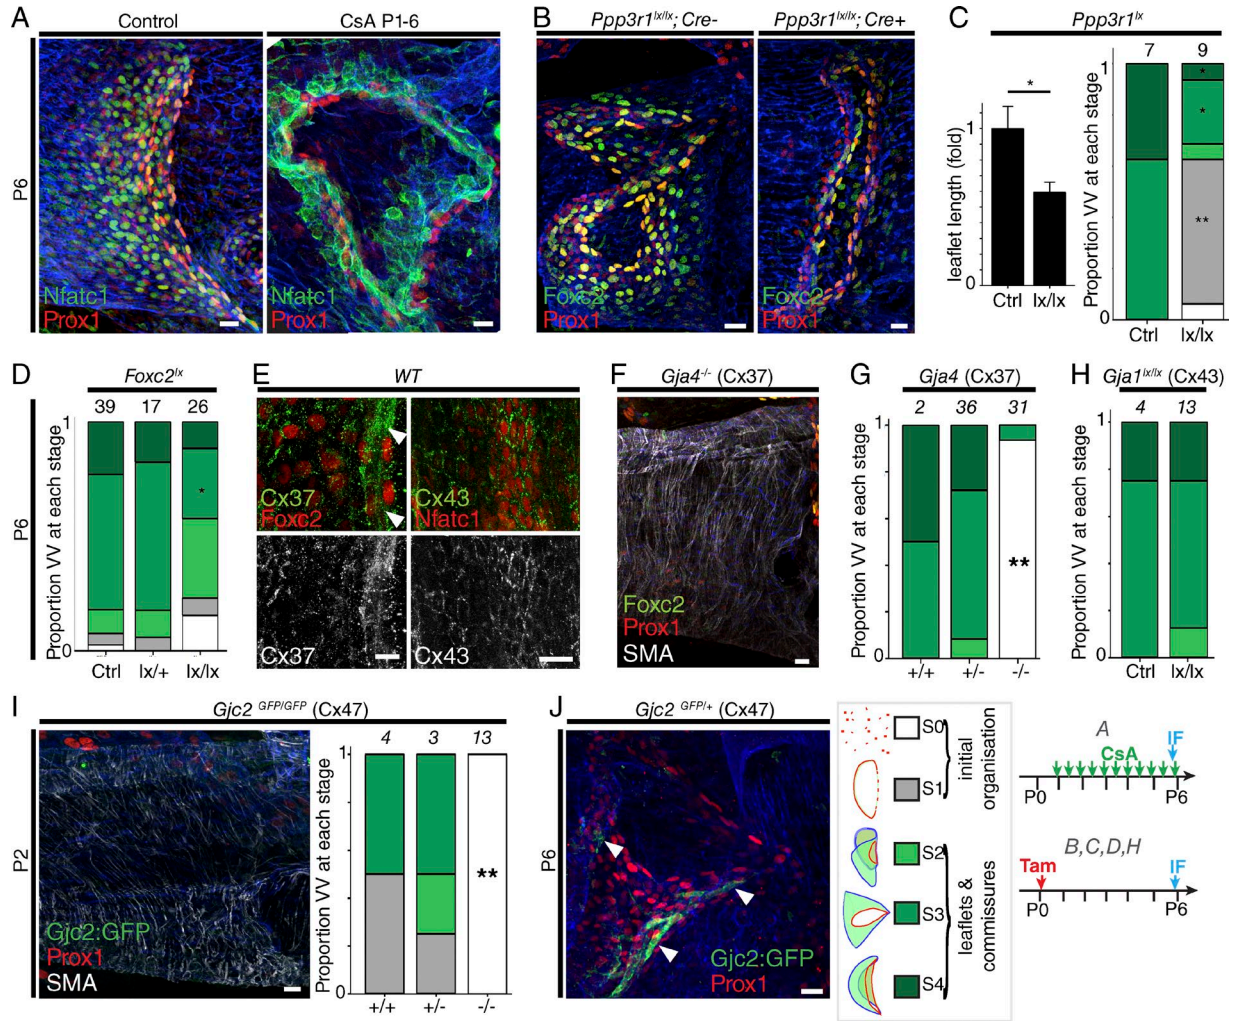 A
Control
CsA P1-6
P6
Nfatc1
Prox1
Nfatc1
Prox1
B
Ppp3r1lx/lx; Cre-
Ppp3r1lx/lx; Cre+
Foxc2
Prox1
Foxc2
Prox1
C
Ppp3r1lx
leaflet length (fold)
1
0
*
Ctrl
lx/lx
Proportion VV at each stage
7
9
1
0
*
*
**
Ctrl
lx/lx
D
Foxc2lx
P6
39
17
26
Proportion VV at each stage
1
0
*
Ctrl
lx/+
lx/lx
E
WT
Cx37
Foxc2
Cx43
Nfatc1
Cx37
Cx43
F
Gja4-/- (Cx37)
Foxc2
Prox1
SMA
G
Gja4 (Cx37)
2
36
31
Proportion VV at each stage
1
0
**
+/+
+/-
-/-
H
Gja1lx/lx (Cx43)
4
13
Proportion VV at each stage
1
0
Ctrl
lx/lx
I
Gjc2 GFP/GFP (Cx47)
P2
Gjc2:GFP
Prox1
SMA
4
3
13
Proportion VV at each stage
1
0
**
+/+
+/-
-/-
J
Gjc2 GFP/+ (Cx47)
P6
Gjc2:GFP
Prox1
S0
S1
initial
organisation
S2
S3
S4
leaflets &
commissures
A
CsA
IF
P0
P6
B,C,D,H
Tam
IF
P0
P6